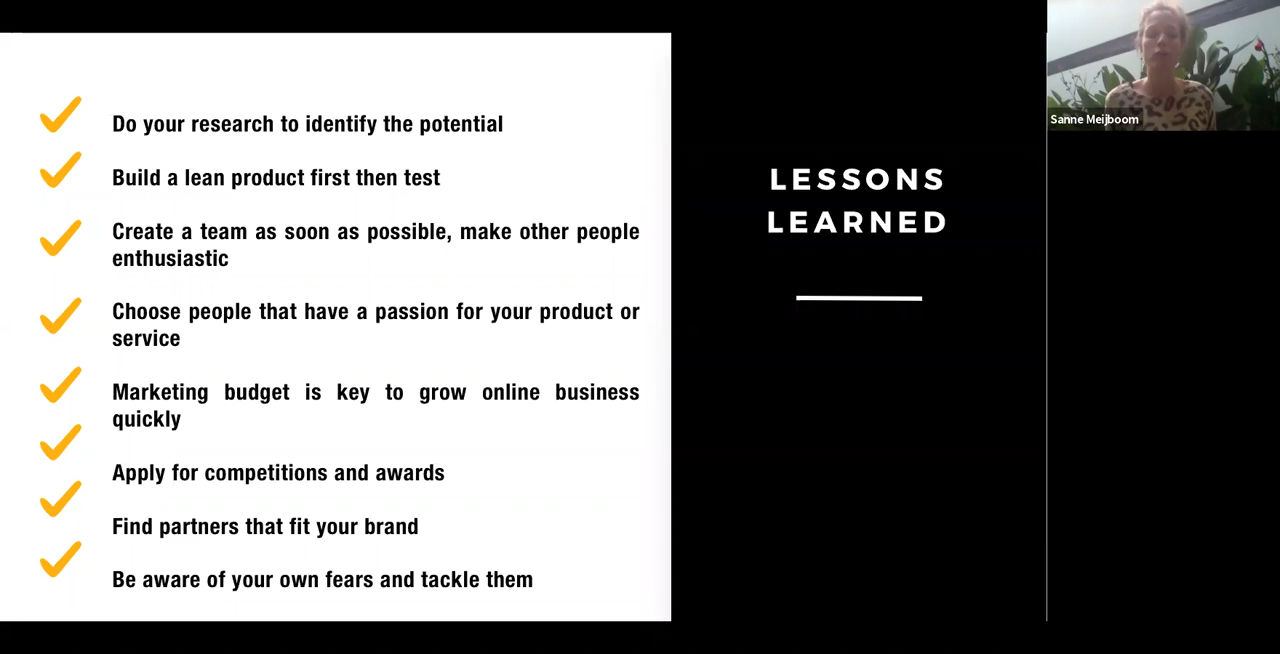 Do your research to identify the potential
Build a lean product first then test
Create a team as soon as possible, make other people
enthusiastic
Choose people that have a passion for your product or
service
Marketing budget is key to grow online business
quickly
Apply for competitions and awards
Find partners that fit your brand
Be aware of your own fears and tackle them
LESSONS
LEARNED
Sanne Meijboom